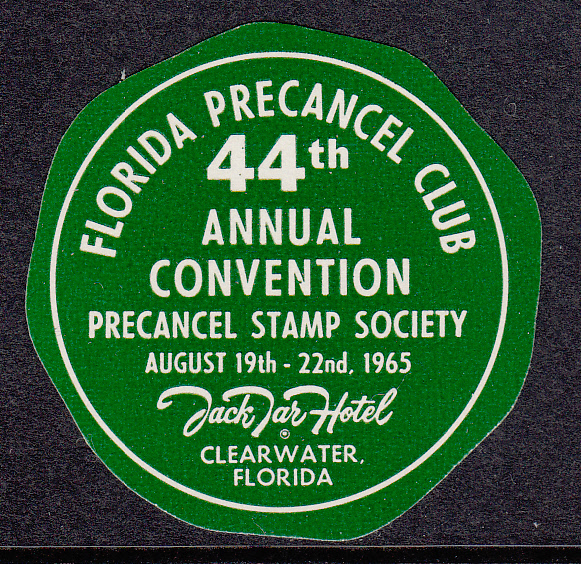 FLORIDA PRECANCEL CLUB
44th
ANNUAL
CONVENTION
PRECANCEL STAMP SOCIETY
AUGUST 19th - 22nd, 1965
Jack Tar Hotel
©
CLEARWATER,
FLORIDA